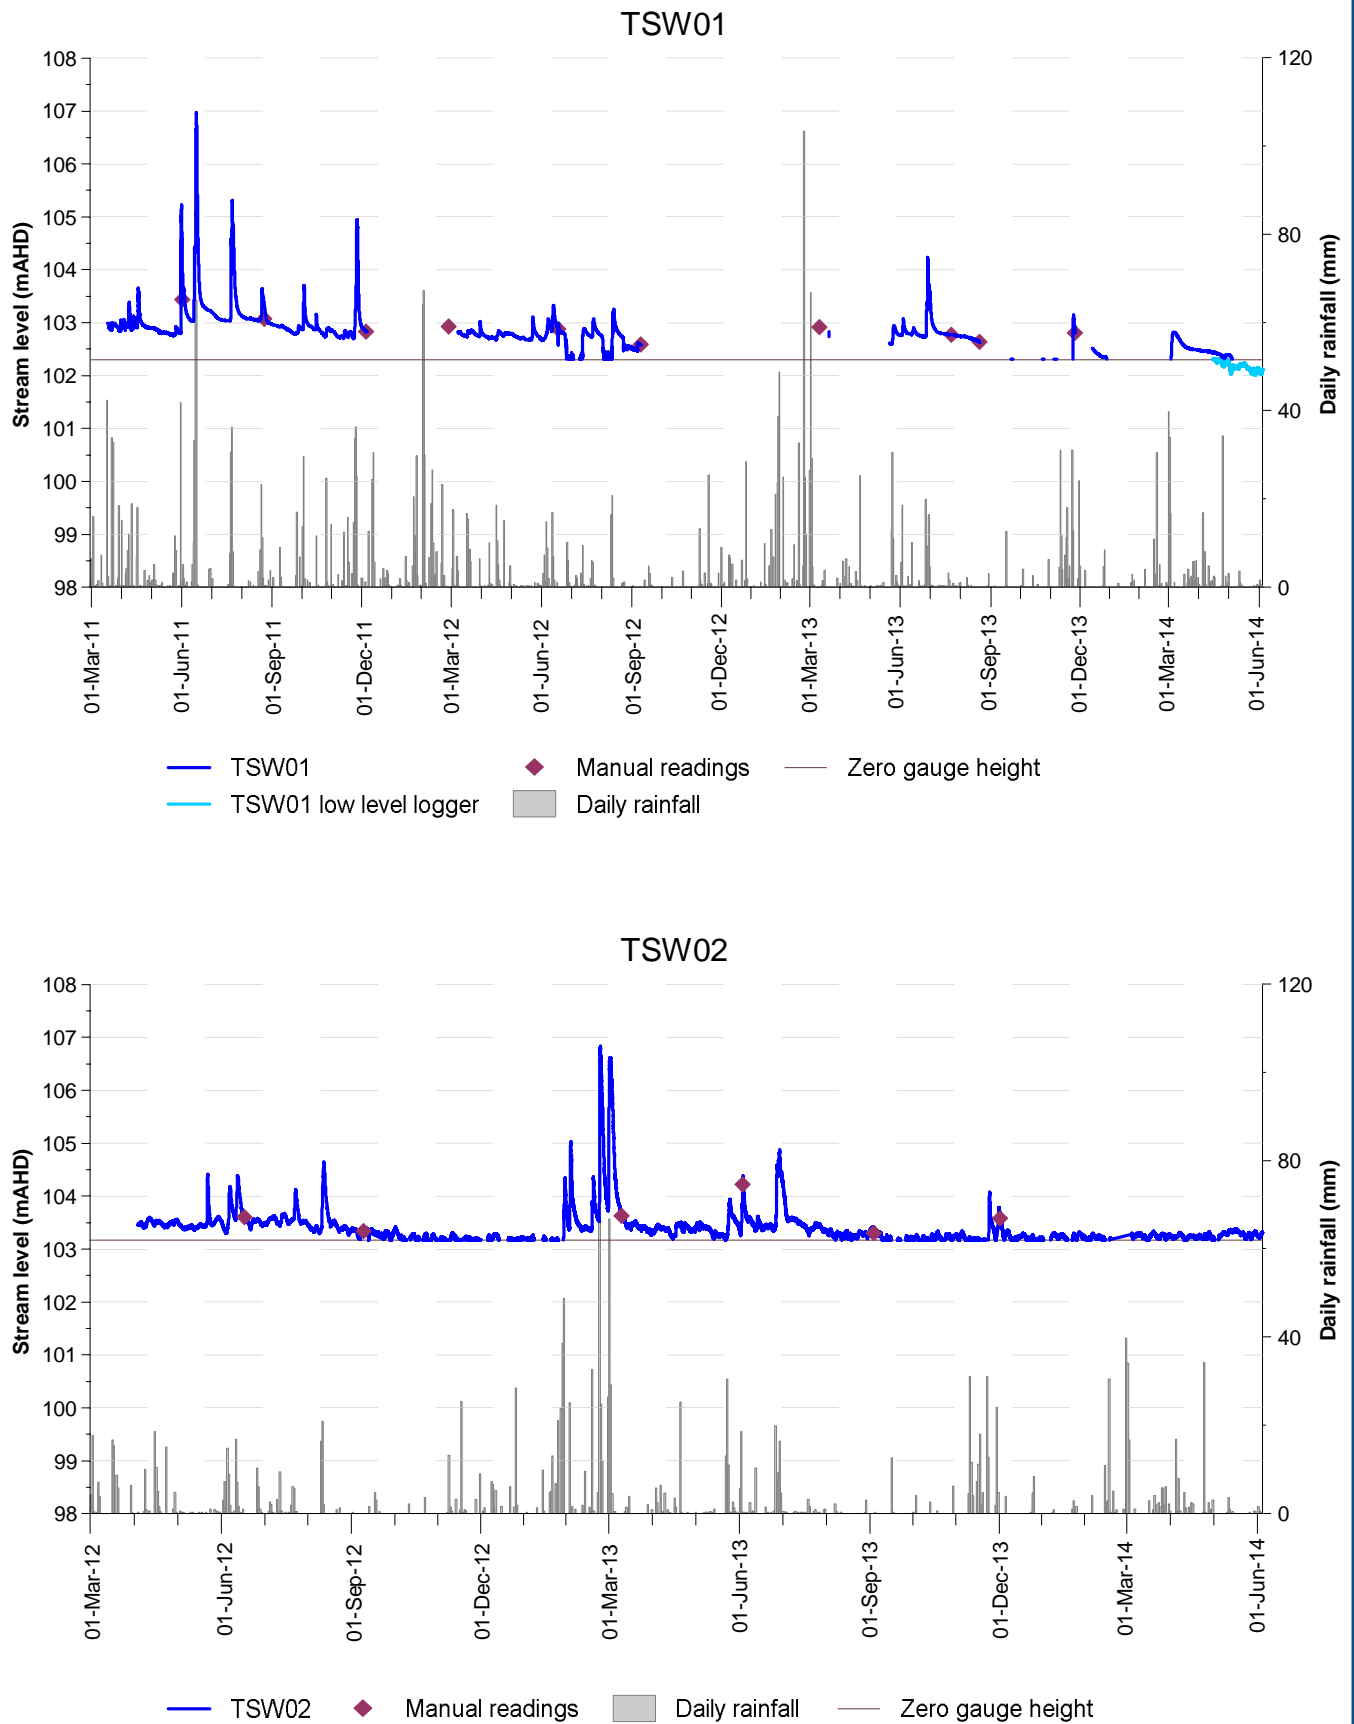 TSW01
108
107
106
105
104
103
102
101
100
99
98
Stream level (mAHD)
120
80
40
0
Daily rainfall (mm)
01-Mar-11
01-Jun-11
01-Sep-11
01-Dec-11
01-Mar-12
01-Jun-12
01-Sep-12
01-Dec-12
01-Mar-13
01-Jun-13
01-Sep-13
01-Dec-13
01-Mar-14
01-Jun-14
TSW01 Manual readings Zero gauge height
TSW01 low level logger Daily rainfall
TSW02
108
107
106
105
104
103
102
101
100
99
98
Stream level (mAHD)
120
80
40
0
Daily rainfall (mm)
01-Mar-12
01-Jun-12
01-Sep-12
01-Dec-12
01-Mar-13
01-Jun-13
01-Sep-13
01-Dec-13
01-Mar-14
01-Jun-14
TSW02 Manual readings Daily rainfall Zero gauge height